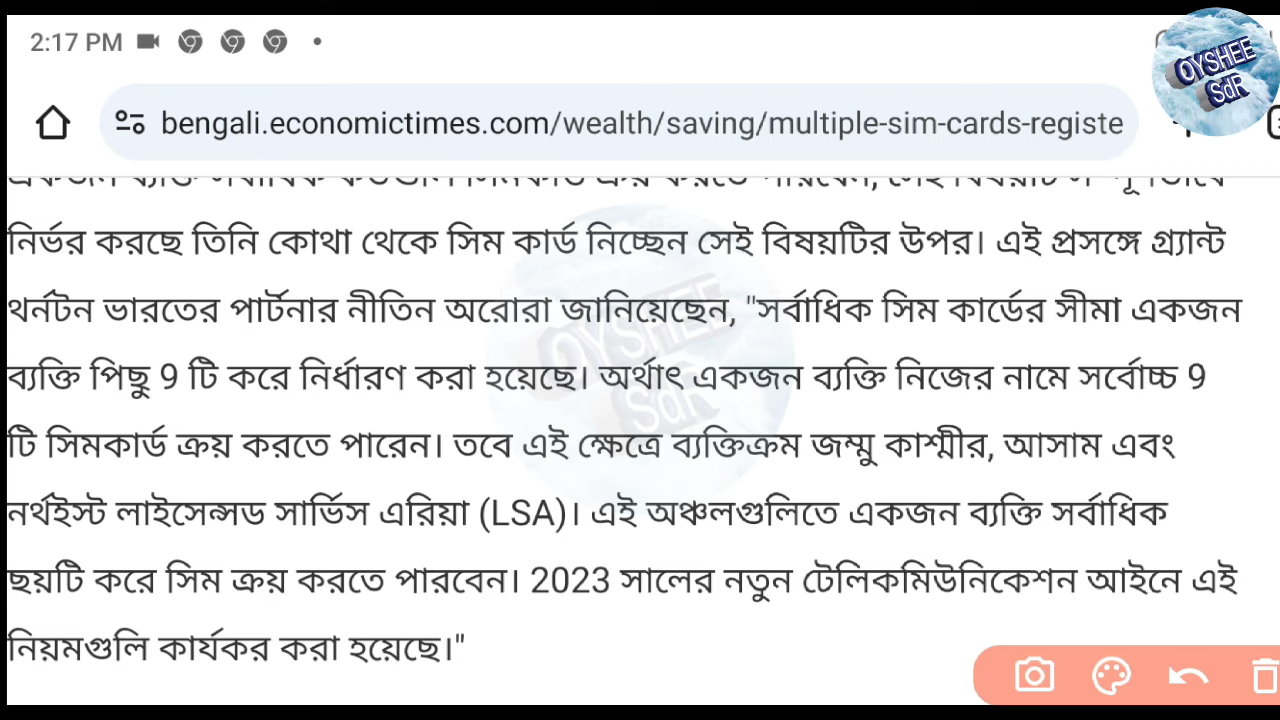 2:17 PM
OYSHEE
SdR
bengali.economictimes.com/wealth/saving/multiple-sim-cards-registe
নির্ভর করছে তিনি কোথা থেকে সিম কার্ড নিচ্ছেন সেই বিষয়টির উপর। এই প্রসঙ্গে গ্র্যান্ট
থর্নটন ভারতের পার্টনার নীতিন অরোরা জানিয়েছেন, "সর্বাধিক সিম কার্ডের সীমা একজন
ব্যক্তি পিছু 9 টি করে নির্ধারণ করা হয়েছে। অর্থাৎ একজন ব্যক্তি নিজের নামে সর্বোচ্চ 9
টি সিমকার্ড ক্রয় করতে পারেন। তবে এই ক্ষেত্রে ব্যক্তিক্রম জম্মু কাশ্মীর, আসাম এবং
নর্থইস্ট লাইসেন্সড সার্ভিস এরিয়া (LSA)। এই অঞ্চলগুলিতে একজন ব্যক্তি সর্বাধিক
ছয়টি করে সিম ক্রয় করতে পারবেন। 2023 সালের নতুন টেলিকমিউনিকেশন আইনে এই
নিয়মগুলি কার্যকর করা হয়েছে।"
OYSHEE
SdR